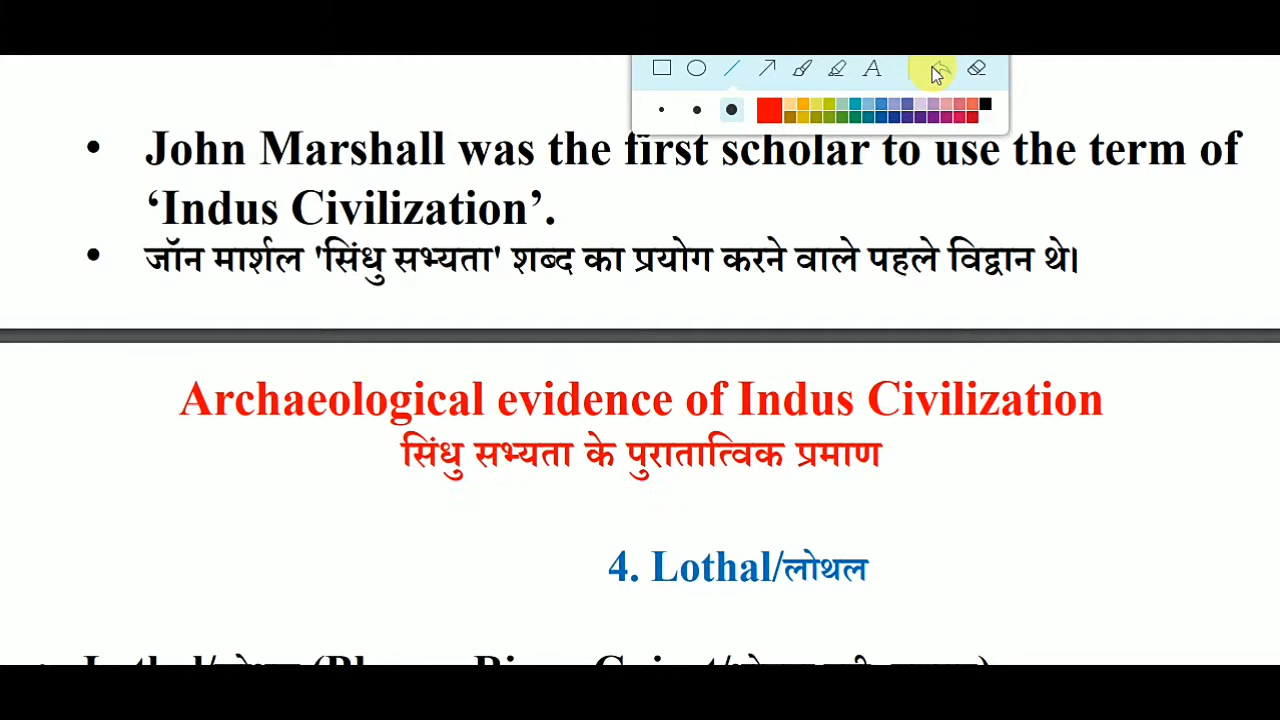 • John Marshall was the first scholar to use the term of
‘Indus Civilization’.
• जॉन मार्शल 'सिंधु सभ्यता' शब्द का प्रयोग करने वाले पहले विद्वान थे।
Archaeological evidence of Indus Civilization
सिंधु सभ्यता के पुरातात्विक प्रमाण
4. Lothal/लोथल